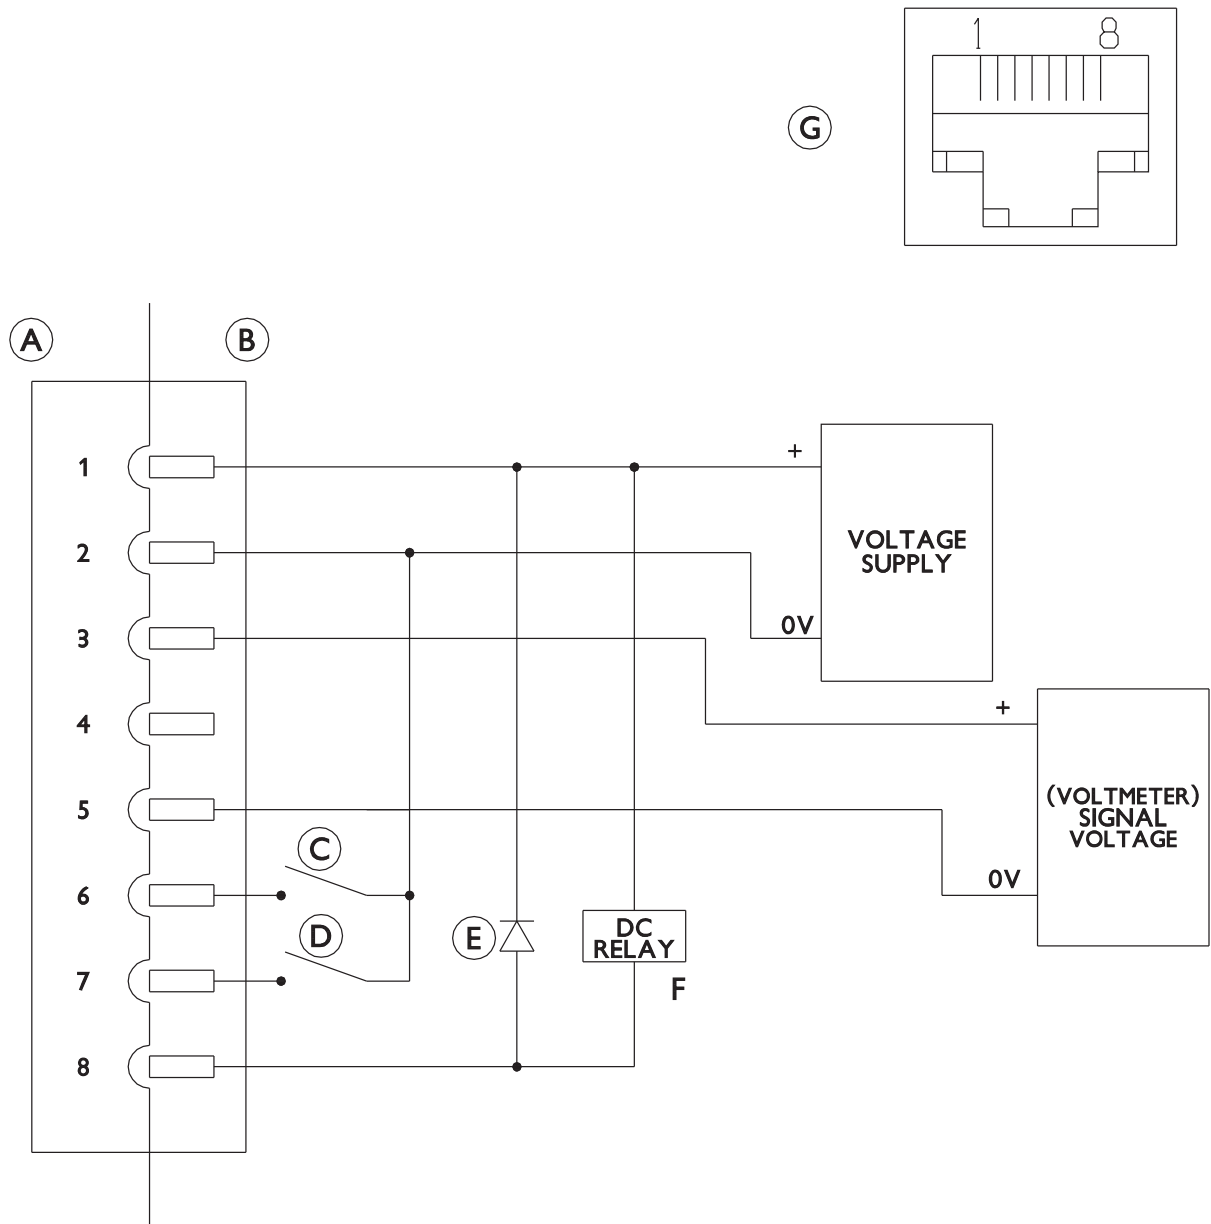 1 8
G
A B
1
+
2
VOLTAGE
SUPPLY
3
0V
4
+
5
(VOLTMETER)
SIGNAL
VOLTAGE
C
6
0V
D
E
DC
RELAY
7
F
8